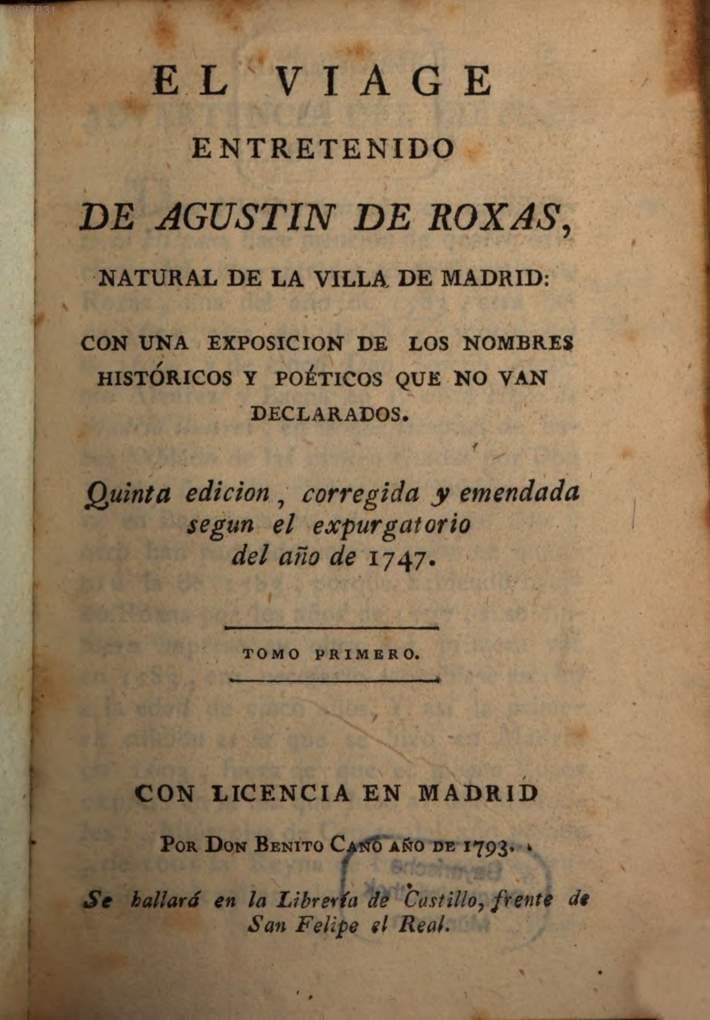 EL VIAGE
ENTRETENIDO
DE AGUSTIN DE ROXAS,
NATURAL DE LA VILLA DE MADRID:
CON UNA EXPOSICION DE LOS NOMBRES
HISTÓRICOS Y POÉTICOS QUE NO VAN
DECLARADOS.
Quinta edicion, corregida y emendada
segun el expurgatorio
del año de 1747.
TOMO PRIMERO.
CON LICENCIA EN MADRID
POR DON BENITO CANO AÑO DE 1793.
Se hallará en la Librería de Castillo, frente de
San Felipe el Real.